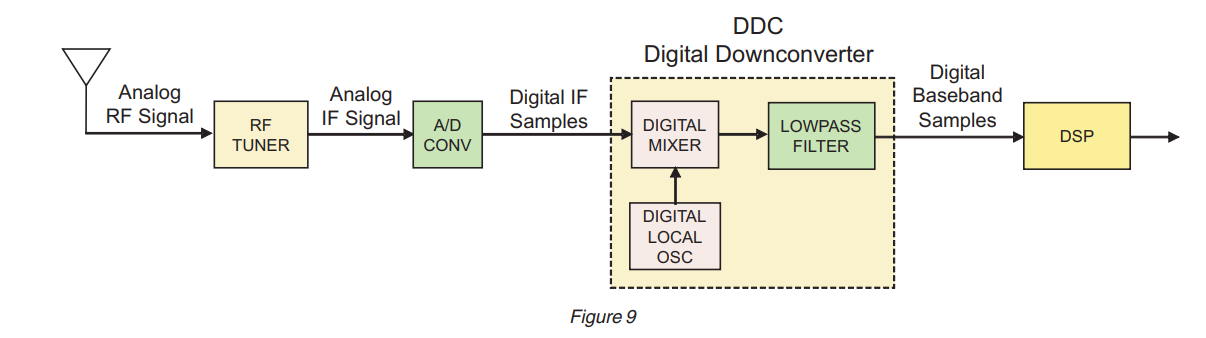 DDC
Digital Downconverter
Analog
RF Signal
RF
TUNER
Analog
IF Signal
A/D
CONV
Digital IF
Samples
DIGITAL
MIXER
DIGITAL
LOCAL
OSC
LOWPASS
FILTER
Digital
Baseband
Samples
DSP
Figure 9